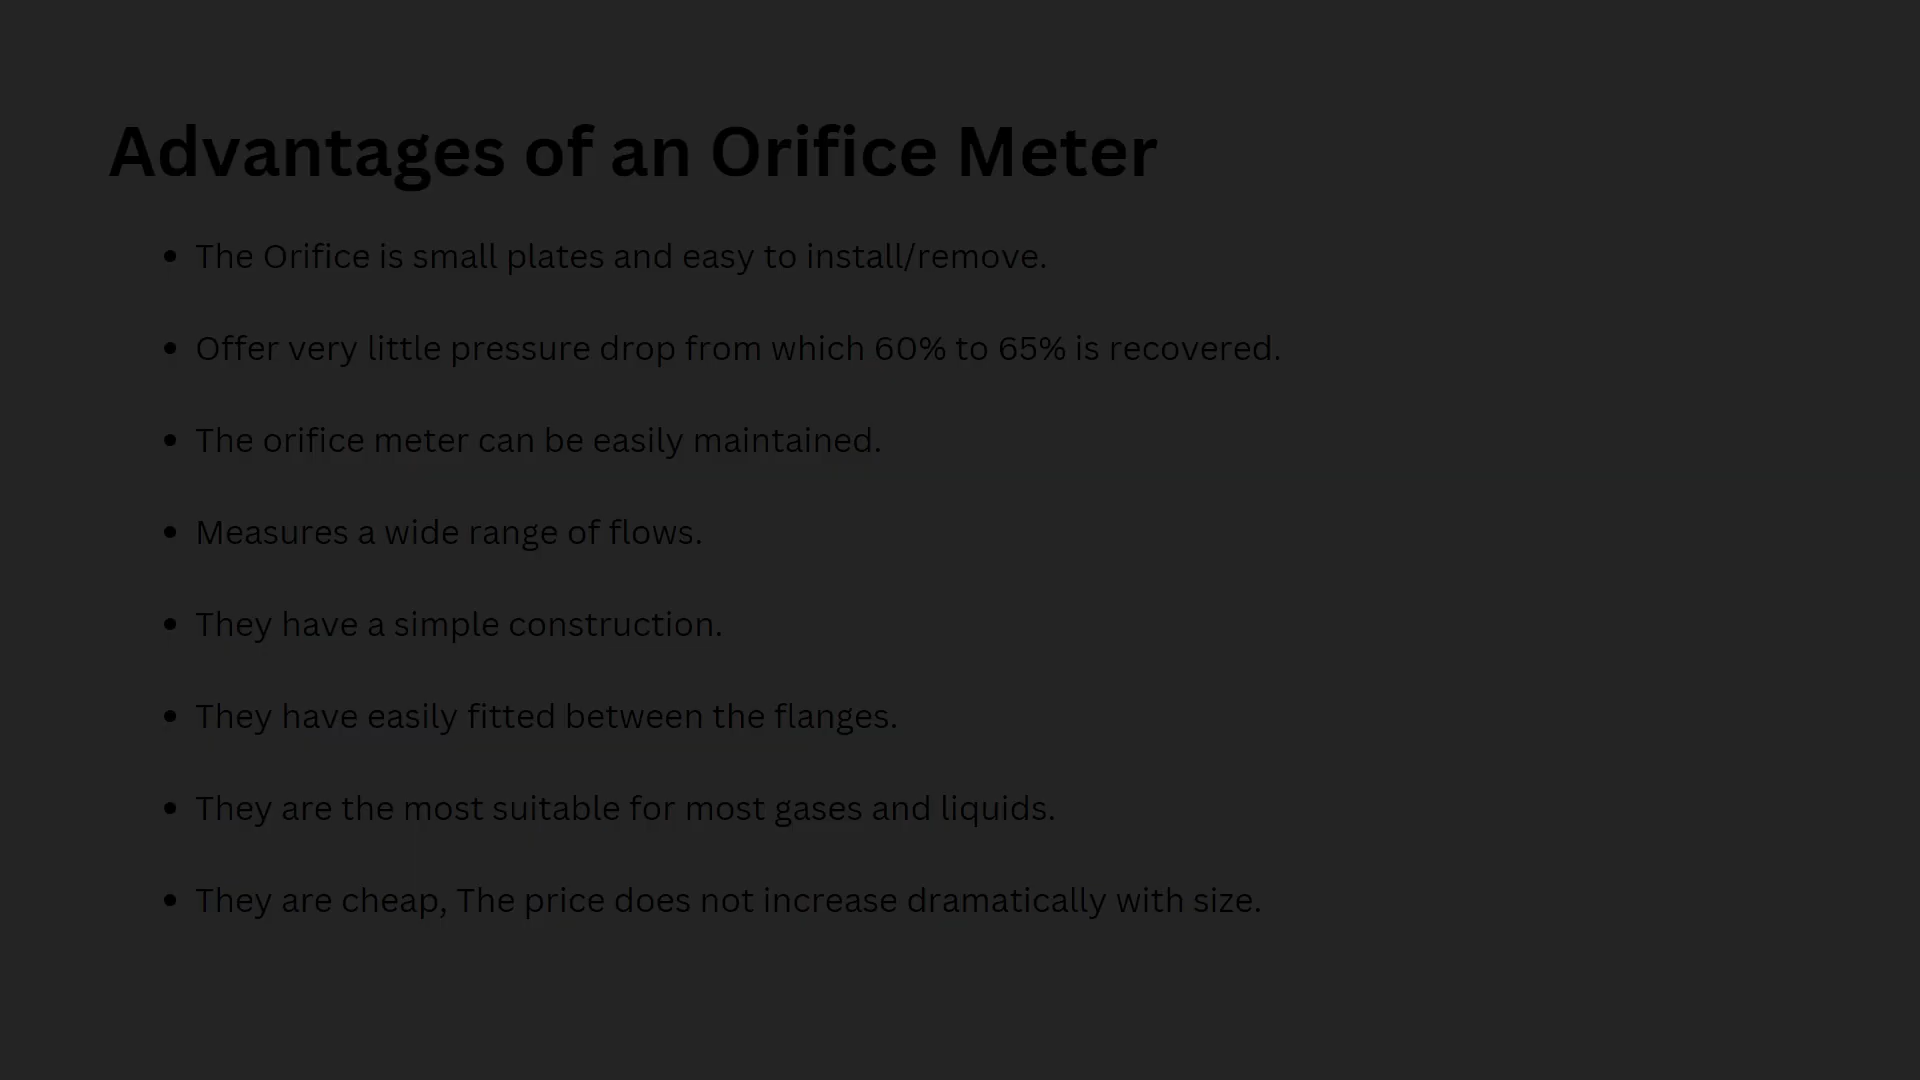 Advantages of an Orifice Meter
• The Orifice is small plates and easy to install/remove.
• Offer very little pressure drop from which 60% to 65% is recovered.
• The orifice meter can be easily maintained.
• Measures a wide range of flows.
• They have a simple construction.
• They have easily fitted between the flanges.
• They are the most suitable for most gases and liquids.
• They are cheap, The price does not increase dramatically with size.